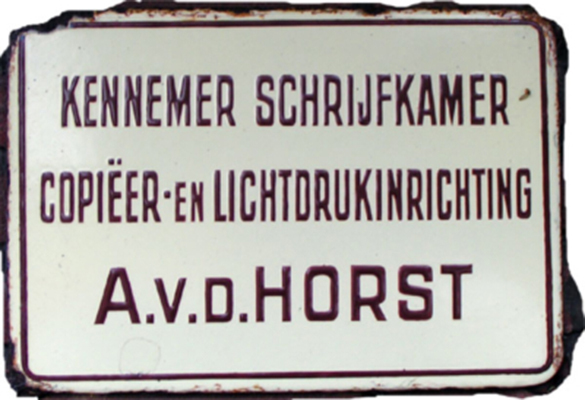 KENNEMER SCHRIJFKAMER
COPIËER-EN LICHTDRUKINRICHTING
A.V.D.HORST